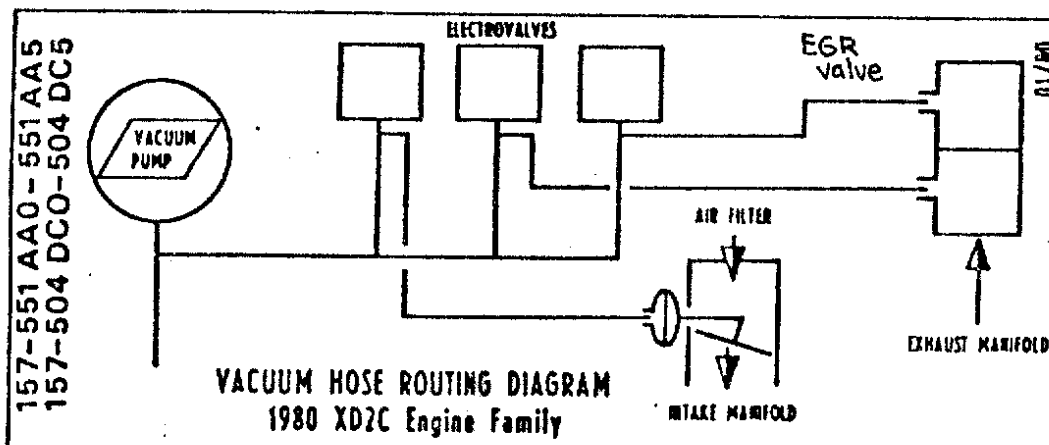 157-551 AA0-551 AA5
157-504 DC0-504 DC5
ELECTROVALVES
EGR
valve
VACUUM
PUMP
AIR FILTER
EXHAUST MANIFOLD
INTAKE MANIFOLD
VACUUM HOSE ROUTING DIAGRAM
1980 XD2C Engine Family